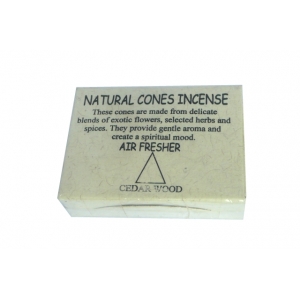 NATURAL CONES INCENSE
These cones are made from delicate
blends of exotic flowers, selected herbs and
spices. They provide gentle aroma and
create a spiritual mood.
AIR FRESHER
CEDAR WOOD